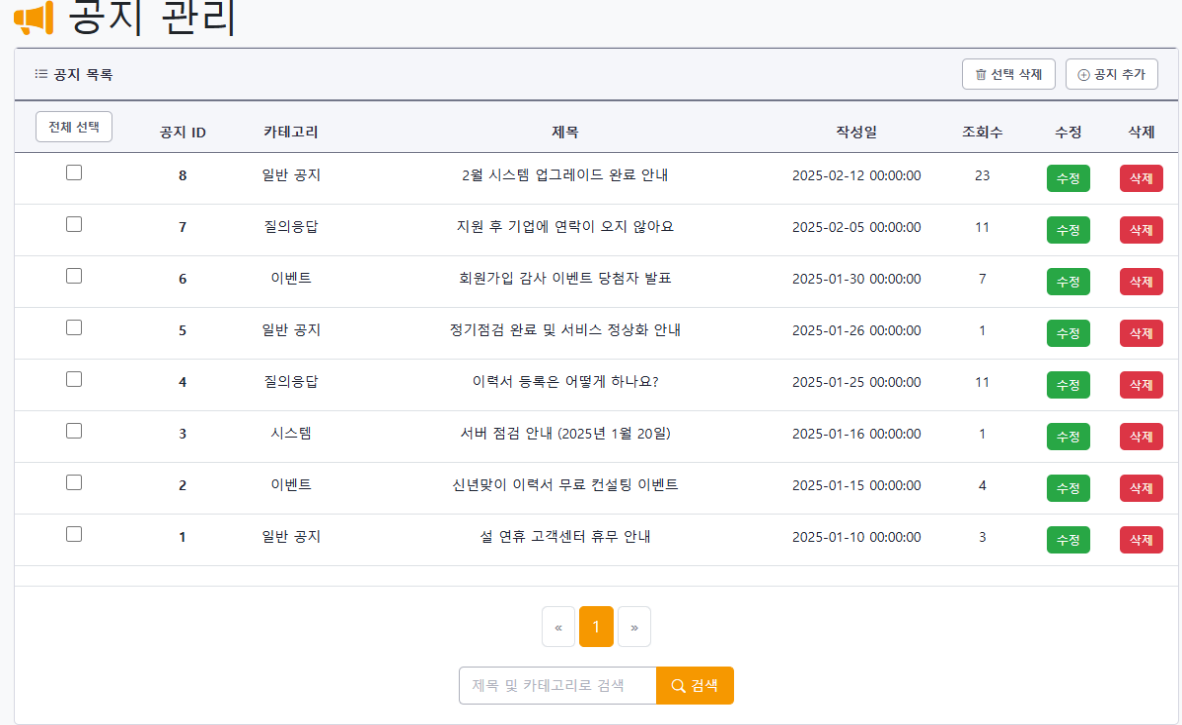 공지 관리
공지 목록 선택 삭제 공지 추가
전체 선택 공지 ID 카테고리 제목 작성일 조회수 수정 삭제
8 일반 공지 2월 시스템 업그레이드 완료 안내 2025-02-12 00:00:00 23 수정 삭제
7 질의응답 지원 후 기업에 연락이 오지 않아요 2025-02-05 00:00:00 11 수정 삭제
6 이벤트 회원가입 감사 이벤트 당첨자 발표 2025-01-30 00:00:00 7 수정 삭제
5 일반 공지 정기점검 완료 및 서비스 정상화 안내 2025-01-26 00:00:00 1 수정 삭제
4 질의응답 이력서 등록은 어떻게 하나요? 2025-01-25 00:00:00 11 수정 삭제
3 시스템 서버 점검 안내 (2025년 1월 20일) 2025-01-16 00:00:00 1 수정 삭제
2 이벤트 신년맞이 이력서 무료 컨설팅 이벤트 2025-01-15 00:00:00 4 수정 삭제
1 일반 공지 설 연휴 고객센터 휴무 안내 2025-01-10 00:00:00 3 수정 삭제
« 1 »
제목 및 카테고리로 검색 검색